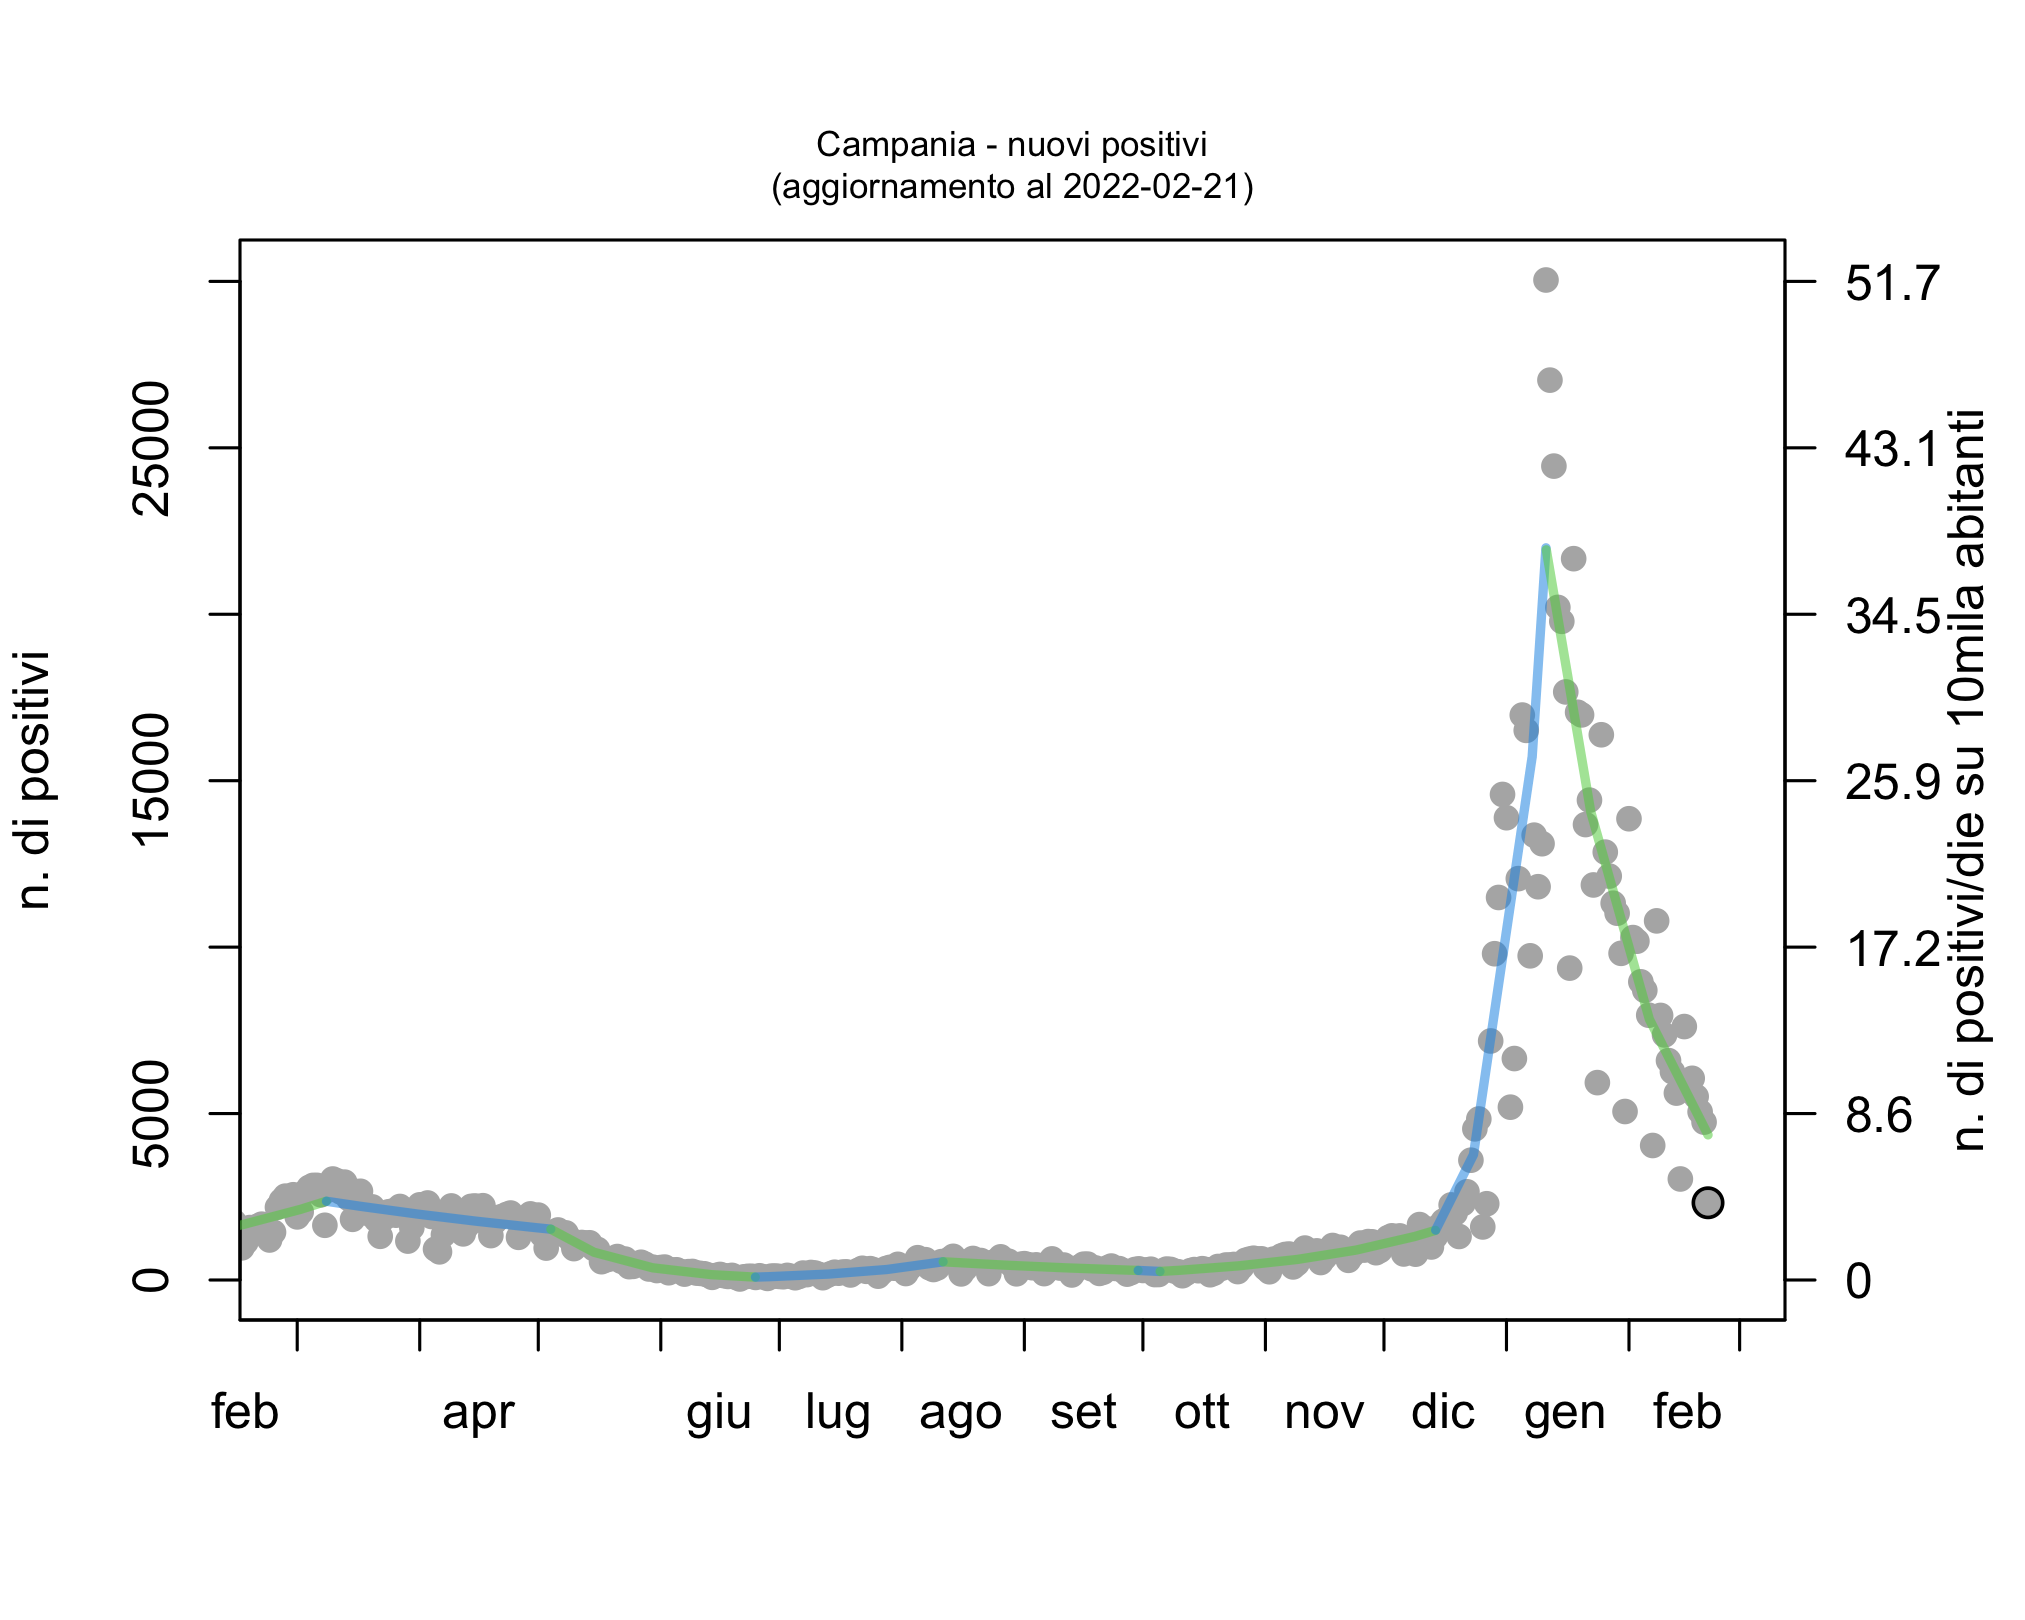 Campania - nuovi positivi
(aggiornamento al 2022-02-21)
n. di positivi
25000
15000
5000
0
51.7
43.1
34.5
25.9
17.2
8.6
0
n. di positivi/die su 10mila abitanti
feb apr giu lug ago set ott nov dic gen feb